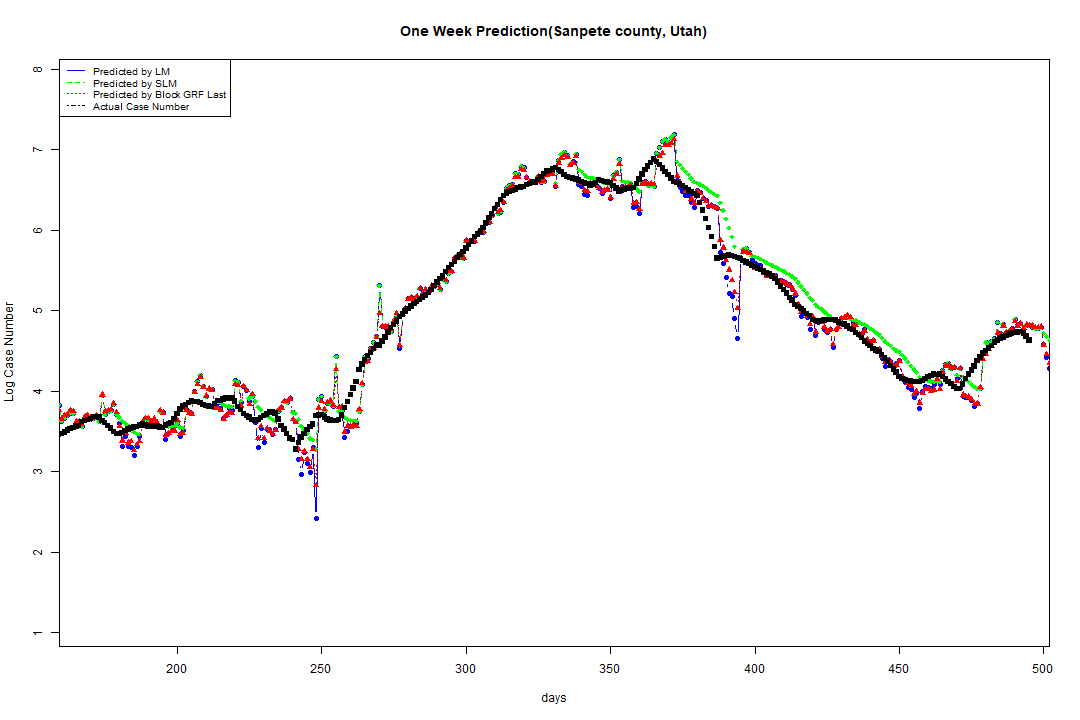 One Week Prediction(Sanpete county, Utah)
Predicted by LM
Predicted by SLM
Predicted by Block GRF Last
Actual Case Number
8
7
6
5
4
3
2
1
Log Case Number
200 250 300 350 400 450 500
days